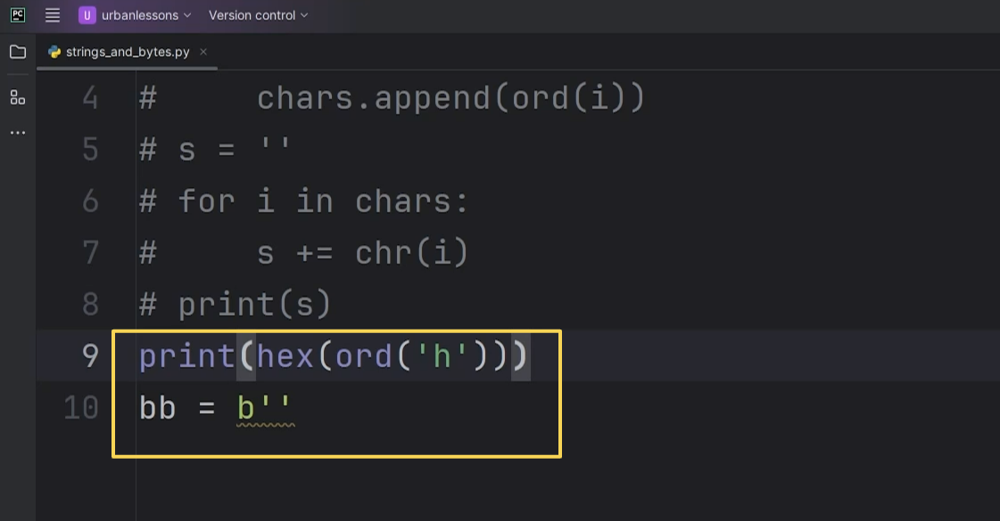 PC
U urbanlessons Version control
strings_and_bytes.py
4 #     chars.append(ord(i))
5 # s = ''
6 # for i in chars:
7 #     s += chr(i)
8 # print(s)
9 print(hex(ord('h')))
10 bb = b''